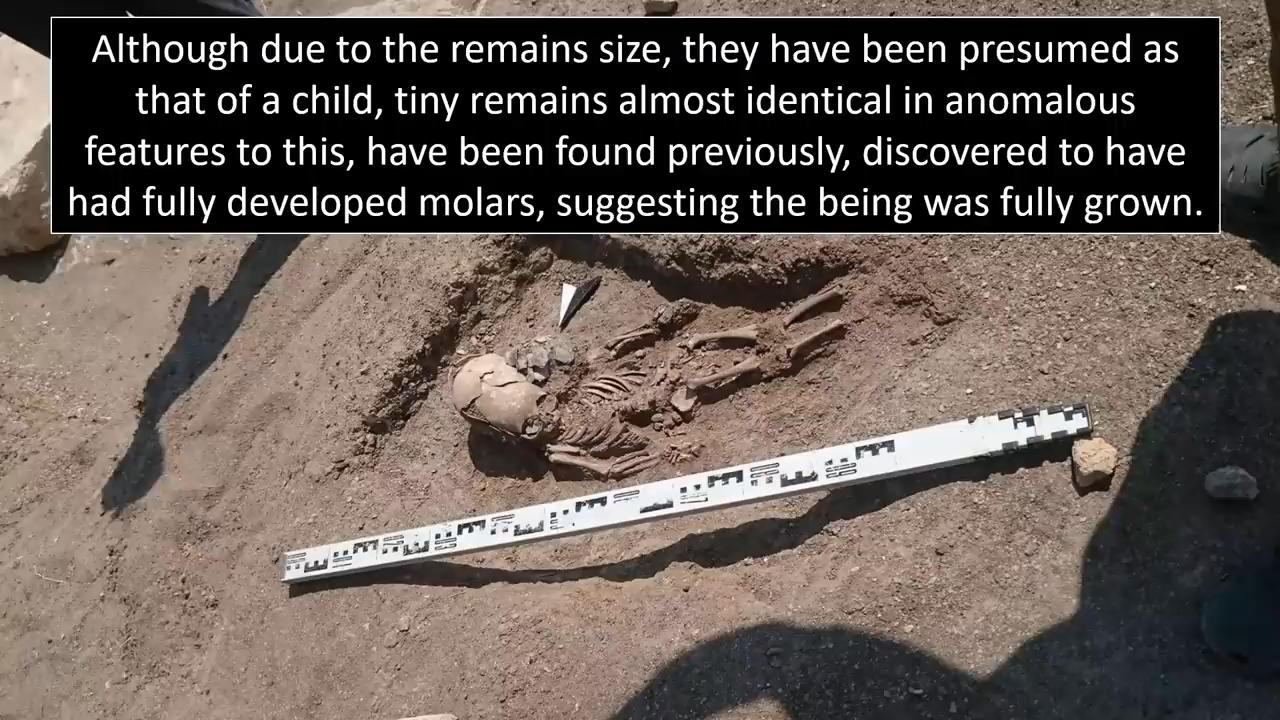 Although due to the remains size, they have been presumed as
that of a child, tiny remains almost identical in anomalous
features to this, have been found previously, discovered to have
had fully developed molars, suggesting the being was fully grown.